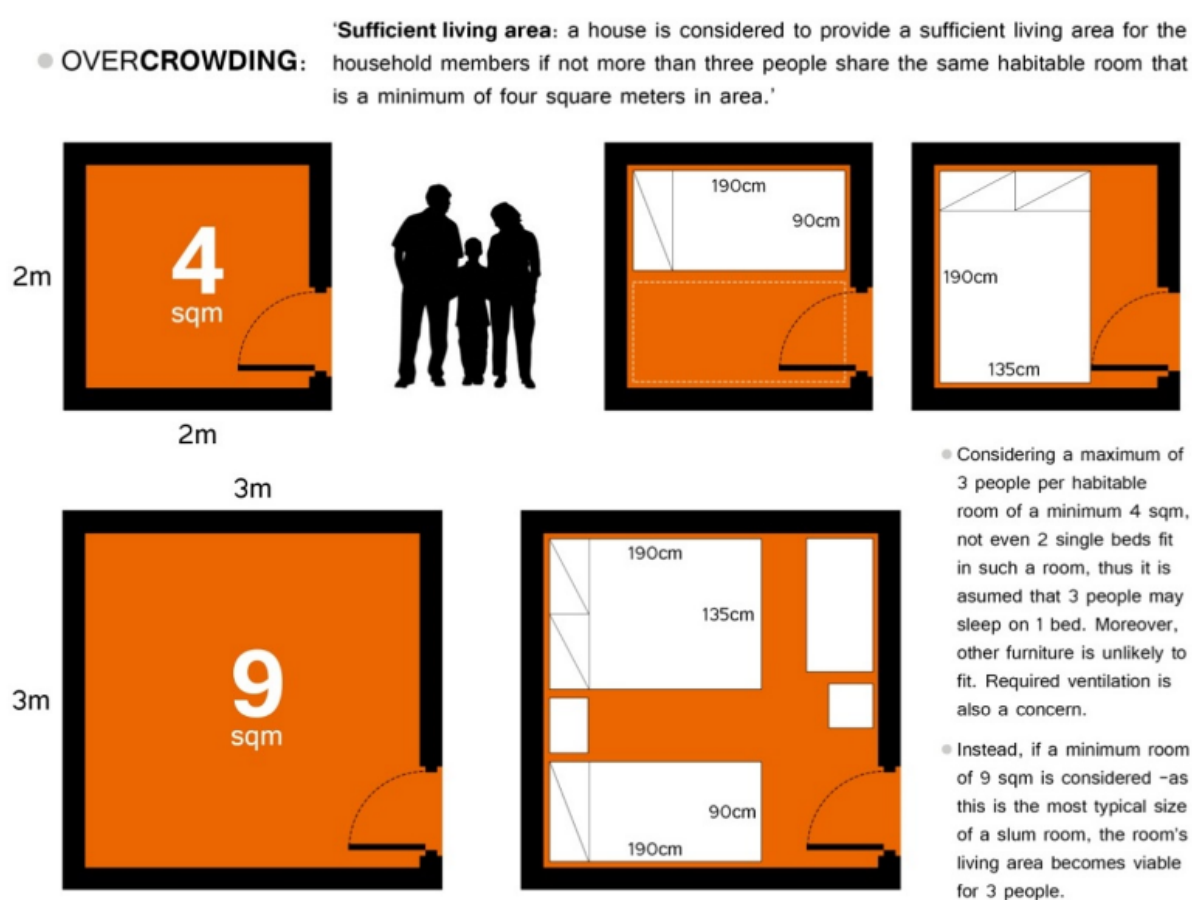 OVERCROWDING:
'Sufficient living area: a house is considered to provide a sufficient living area for the
household members if not more than three people share the same habitable room that
is a minimum of four square meters in area.'
2m
4
sqm
2m
190cm
90cm
190cm
135cm
3m
3m
9
sqm
190cm
135cm
90cm
190cm
Considering a maximum of
3 people per habitable
room of a minimum 4 sqm,
not even 2 single beds fit
in such a room, thus it is
asumed that 3 people may
sleep on 1 bed. Moreover,
other furniture is unlikely to
fit. Required ventilation is
also a concern.
Instead, if a minimum room
of 9 sqm is considered -as
this is the most typical size
of a slum room, the room's
living area becomes viable
for 3 people.